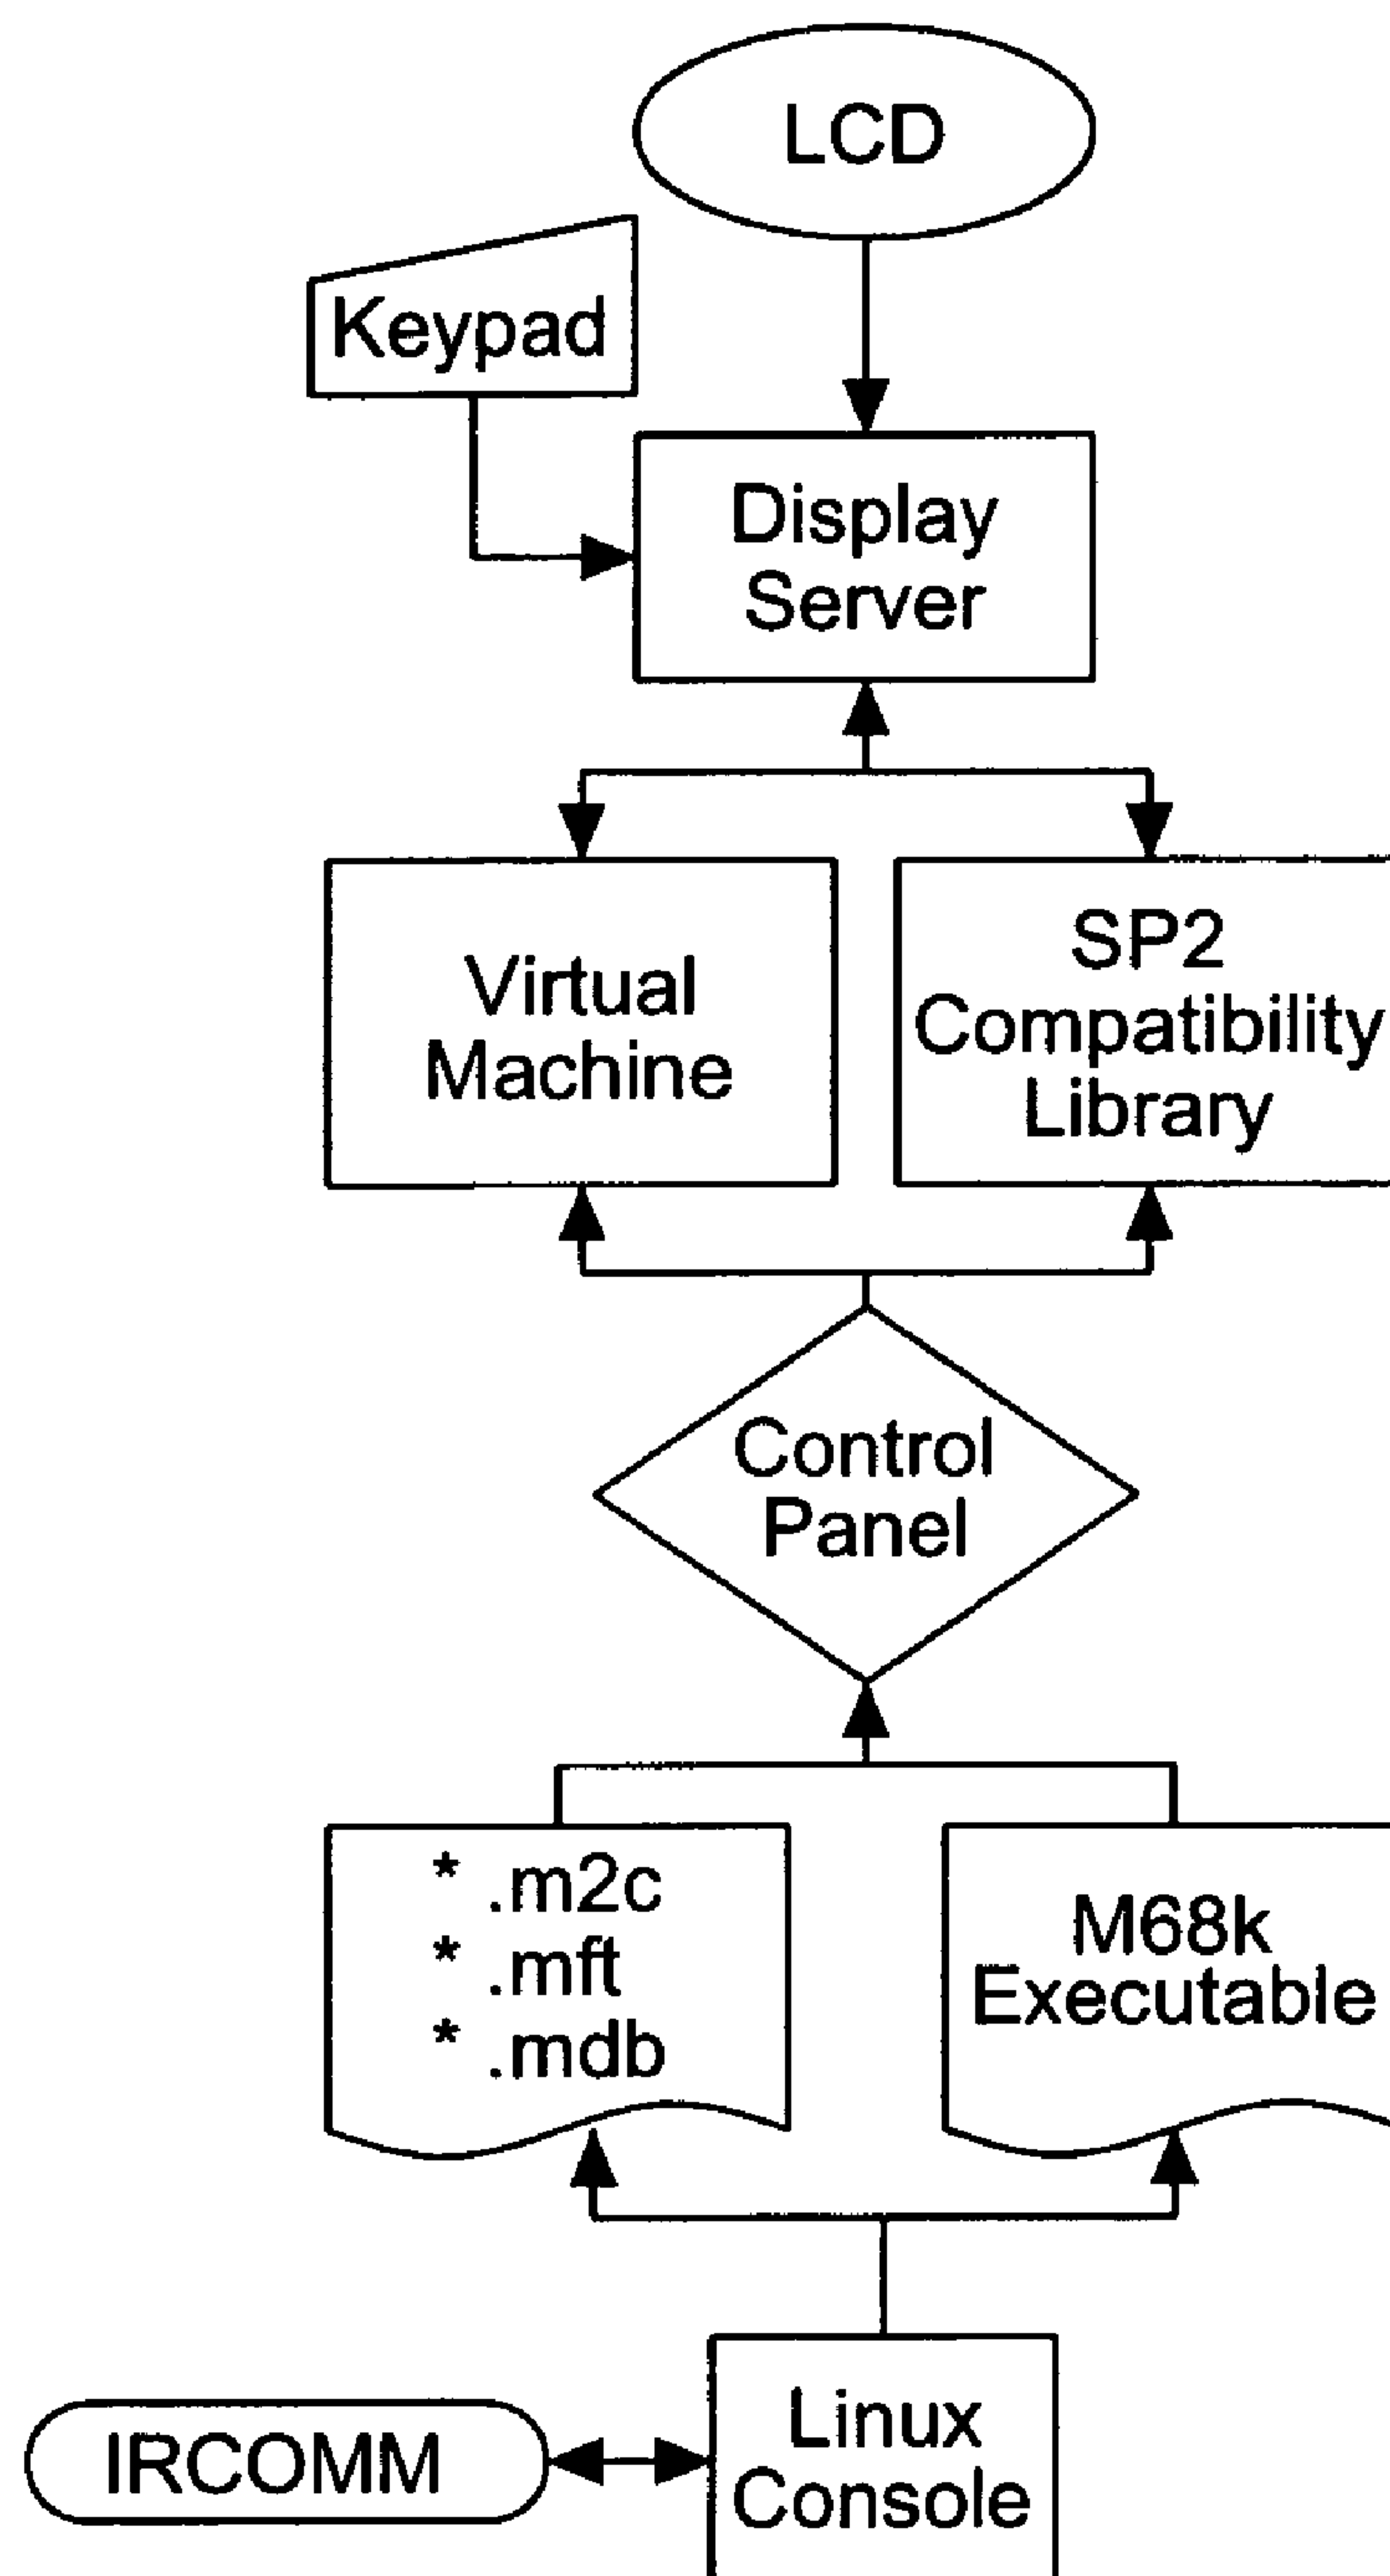 LCD
Keypad
Display
Server
Virtual
Machine
SP2
Compatibility
Library
Control
Panel
* .m2c
* .mft
* .mdb
M68k
Executable
Linux
Console
IRCOMM